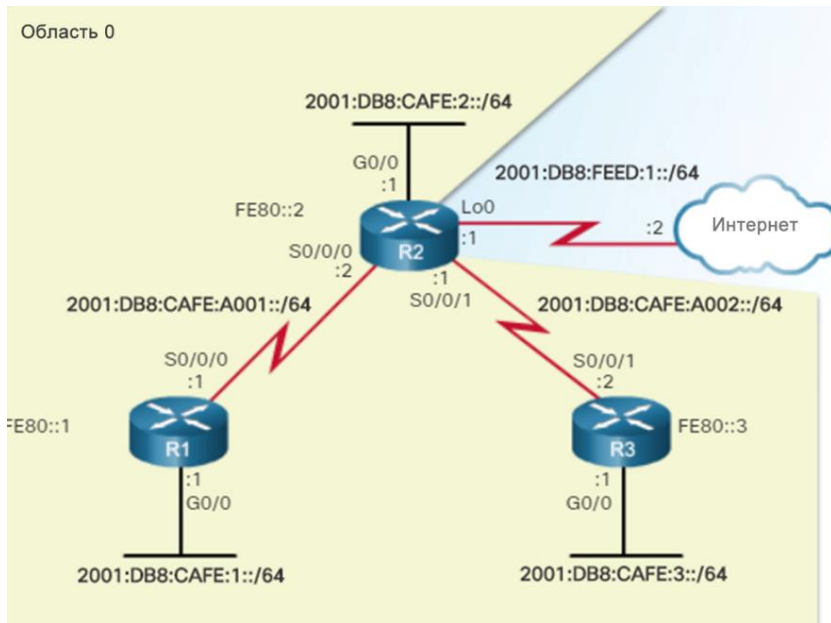 Область 0
2001:DB8:CAFE:2::/64
G0/0
:1
2001:DB8:FEED:1::/64
FE80::2
Lo0
:1
:2
Интернет
R2
S0/0/0
:2
:1
S0/0/1
2001:DB8:CAFE:A001::/64
2001:DB8:CAFE:A002::/64
S0/0/0
:1
S0/0/1
:2
FE80::1
R1
R3
FE80::3
:1
G0/0
:1
G0/0
2001:DB8:CAFE:1::/64
2001:DB8:CAFE:3::/64